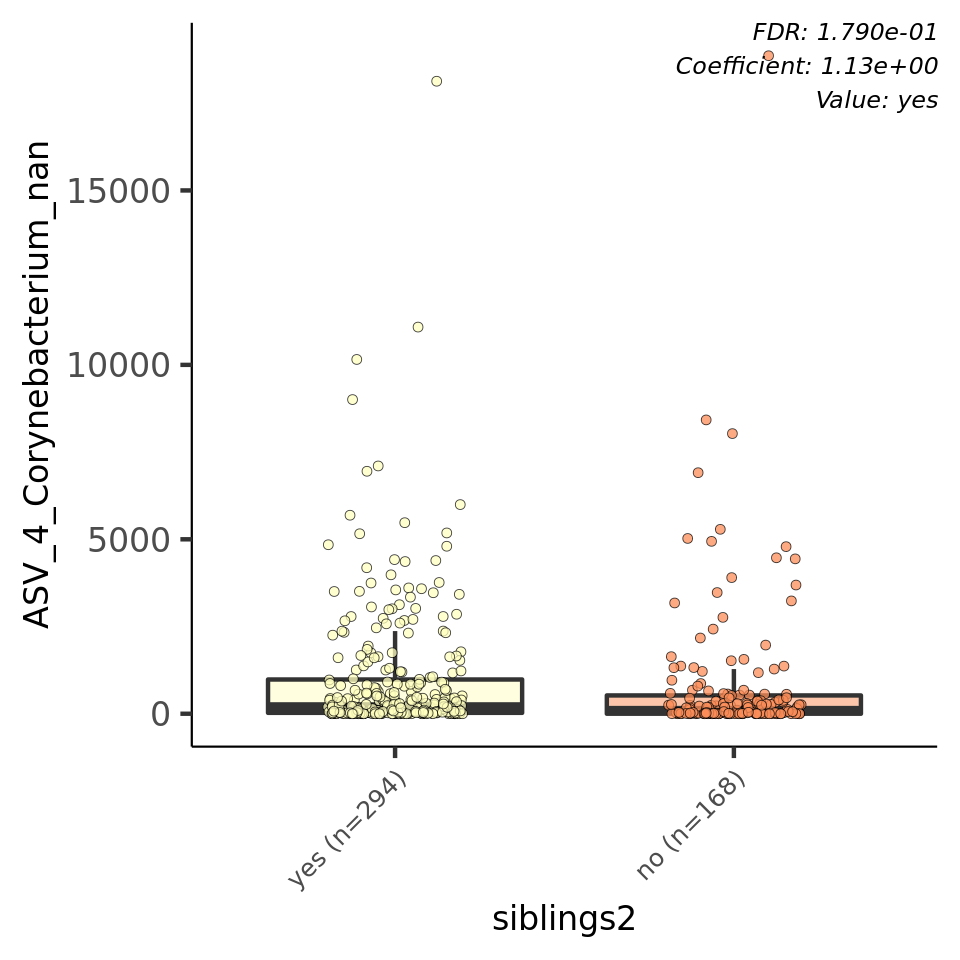 FDR: 1.790e-01
Coefficient: 1.13e+00
Value: yes
ASV_4_Corynebacterium_nan
15000
10000
5000
0
yes (n=294)
no (n=168)
siblings2